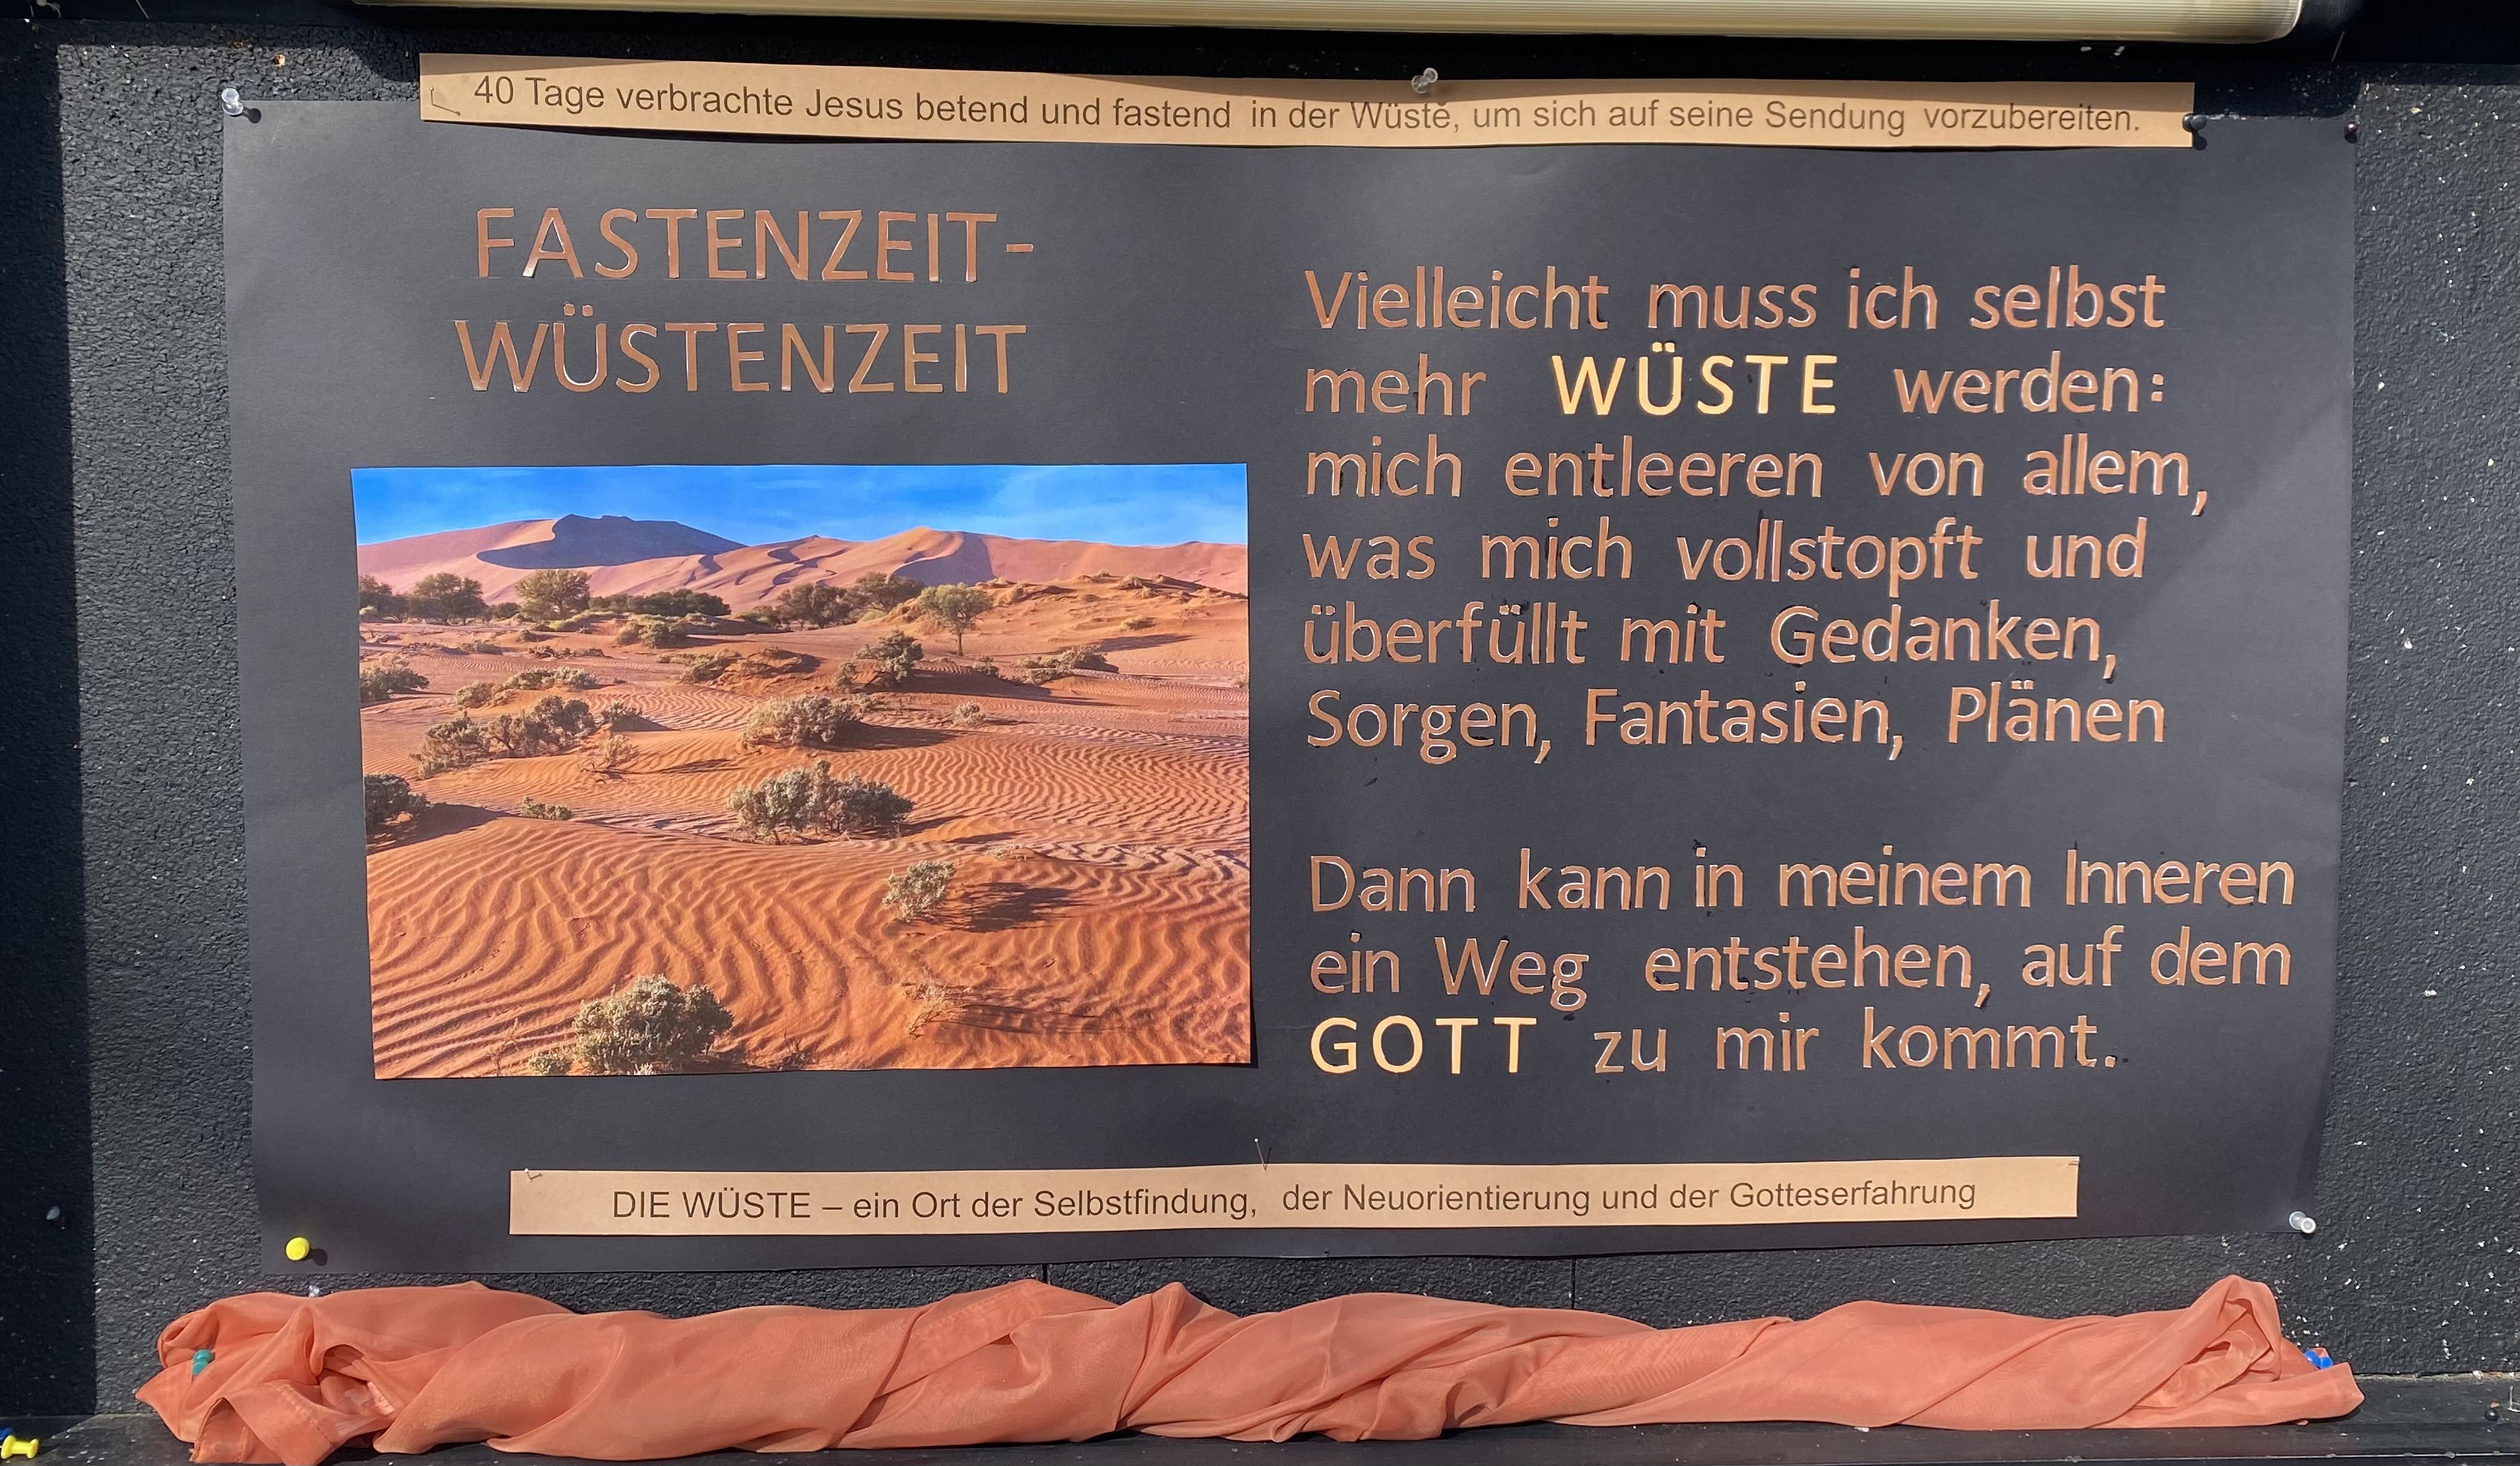 40 Tage verbrachte Jesus betend und fastend in der Wüste, um sich auf seine Sendung vorzubereiten.
FASTENZEIT-
WÜSTENZEIT
Vielleicht muss ich selbst
mehr WÜSTE werden:
mich entleeren von allem,
was mich vollstopft und
überfüllt mit Gedanken,
Sorgen, Fantasien, Plänen
Dann kann in meinem Inneren
ein Weg entstehen, auf dem
GOTT zu mir kommt.
DIE WÜSTE – ein Ort der Selbstfindung, der Neuorientierung und der Gotteserfahrung